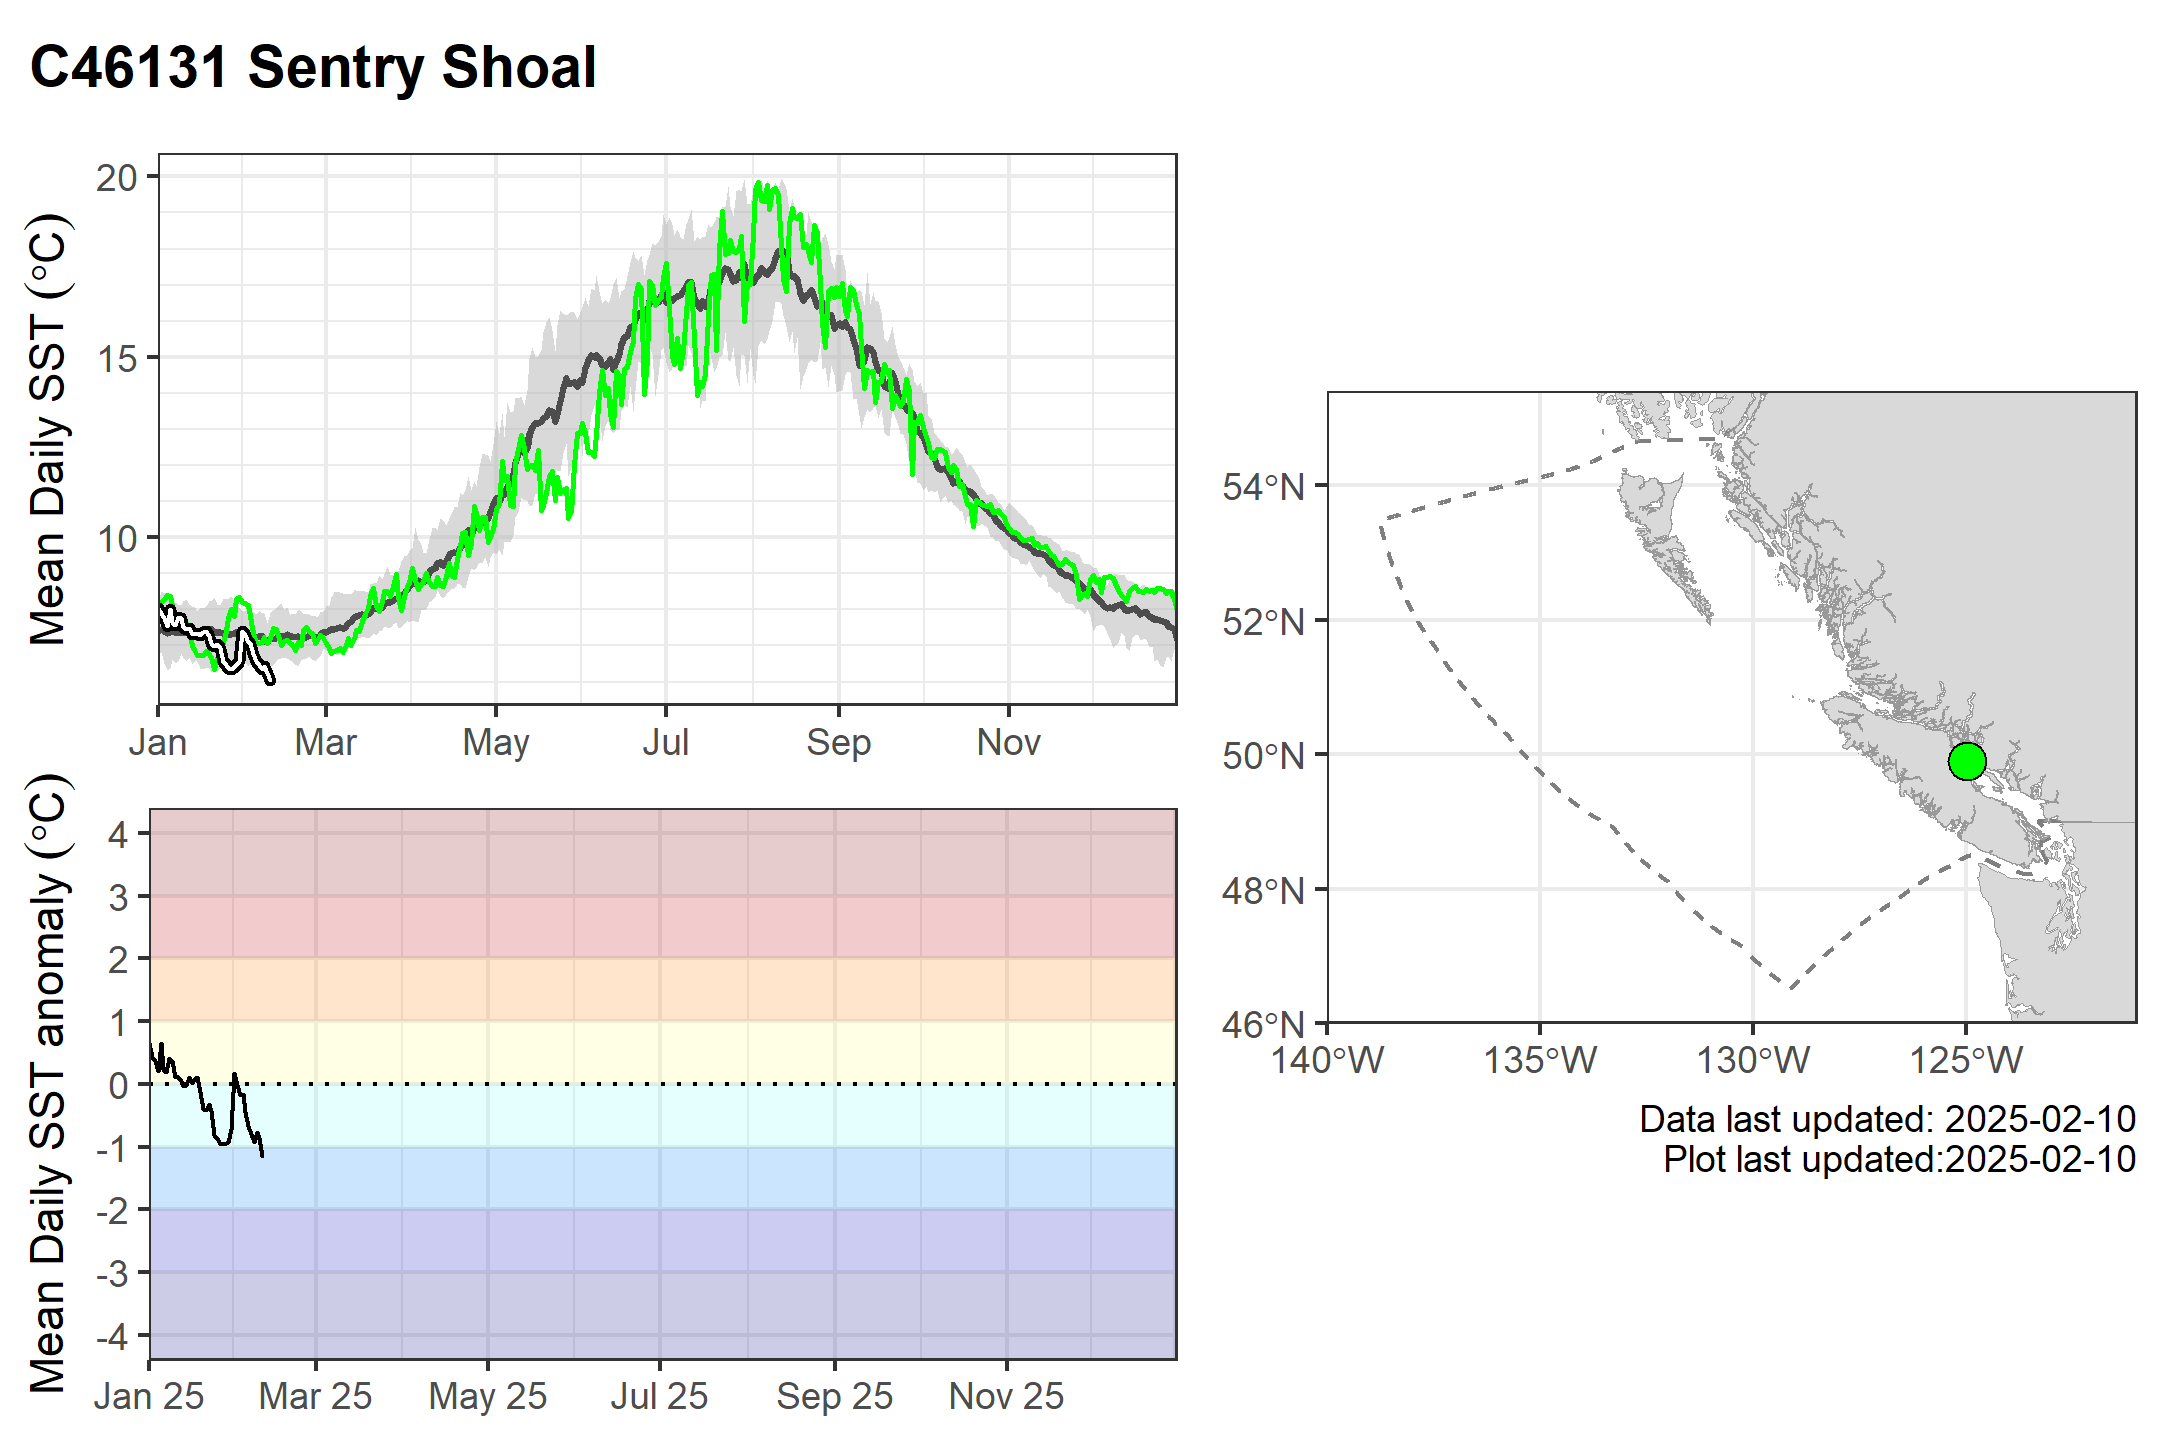 C46131 Sentry Shoal
Mean Daily SST (°C)
20
15
10
Jan
Mar
May
Jul
Sep
Nov
Mean Daily SST anomaly (°C)
4
3
2
1
0
-1
-2
-3
-4
Jan 25
Mar 25
May 25
Jul 25
Sep 25
Nov 25
54°N
52°N
50°N
48°N
46°N
140°W
135°W
130°W
125°W
Data last updated: 2025-02-10
Plot last updated:2025-02-10